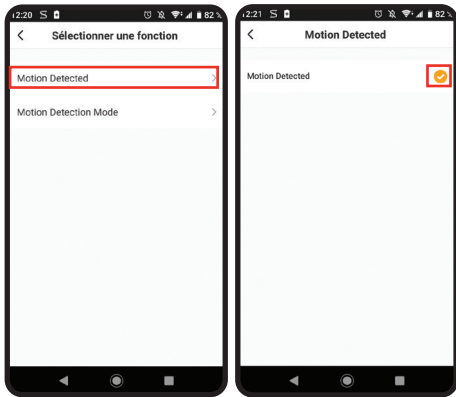 12:20 82%
Sélectionner une fonction
Motion Detected
Motion Detection Mode
12:21 82%
Motion Detected
Motion Detected